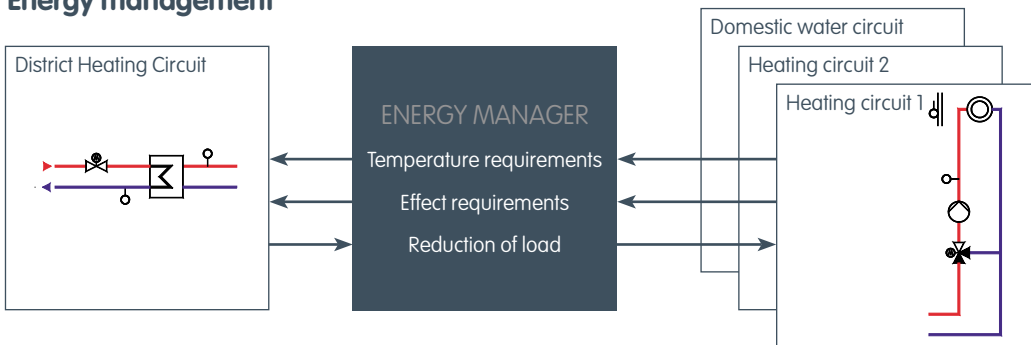 Energy management
District Heating Circuit
ENERGY MANAGER
Temperature requirements
Effect requirements
Reduction of load
Domestic water circuit
Heating circuit 2
Heating circuit 1